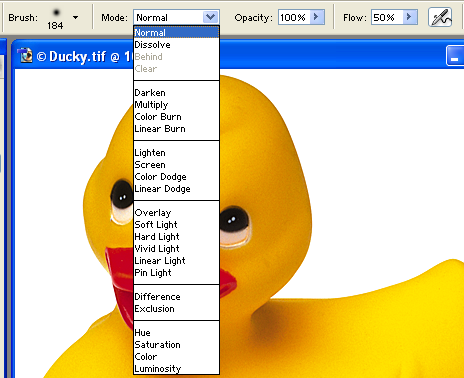 Brush: 184 Mode: Normal Opacity: 100% Flow: 50%
© Ducky.tif @ 1
Normal
Dissolve
Behind
Clear
Darken
Multiply
Color Burn
Linear Burn
Lighten
Screen
Color Dodge
Linear Dodge
Overlay
Soft Light
Hard Light
Vivid Light
Linear Light
Pin Light
Difference
Exclusion
Hue
Saturation
Color
Luminosity